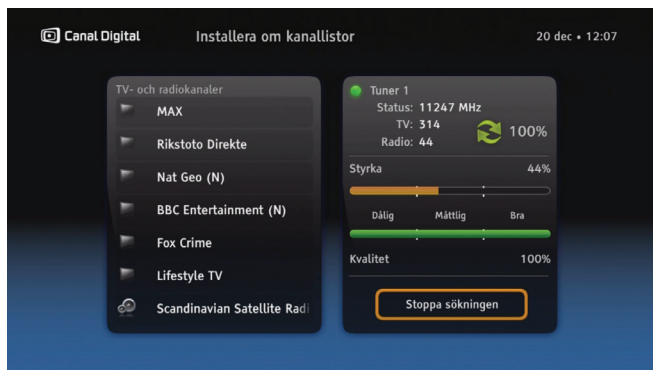 Canal Digital
Installera om kanallistor
20 dec • 12:07
TV- och radiokanaler
MAX
Rikstoto Direkte
Nat Geo (N)
BBC Entertainment (N)
Fox Crime
Lifestyle TV
Scandinavian Satellite Radi
Tuner 1
Status: 11247 MHz
TV: 314
Radio: 44
100%
Styrka 44%
Dålig Måttlig Bra
Kvalitet 100%
Stoppa sökningen